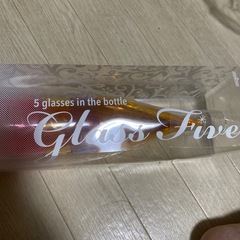 5 glasses in the bottle
Glass Five